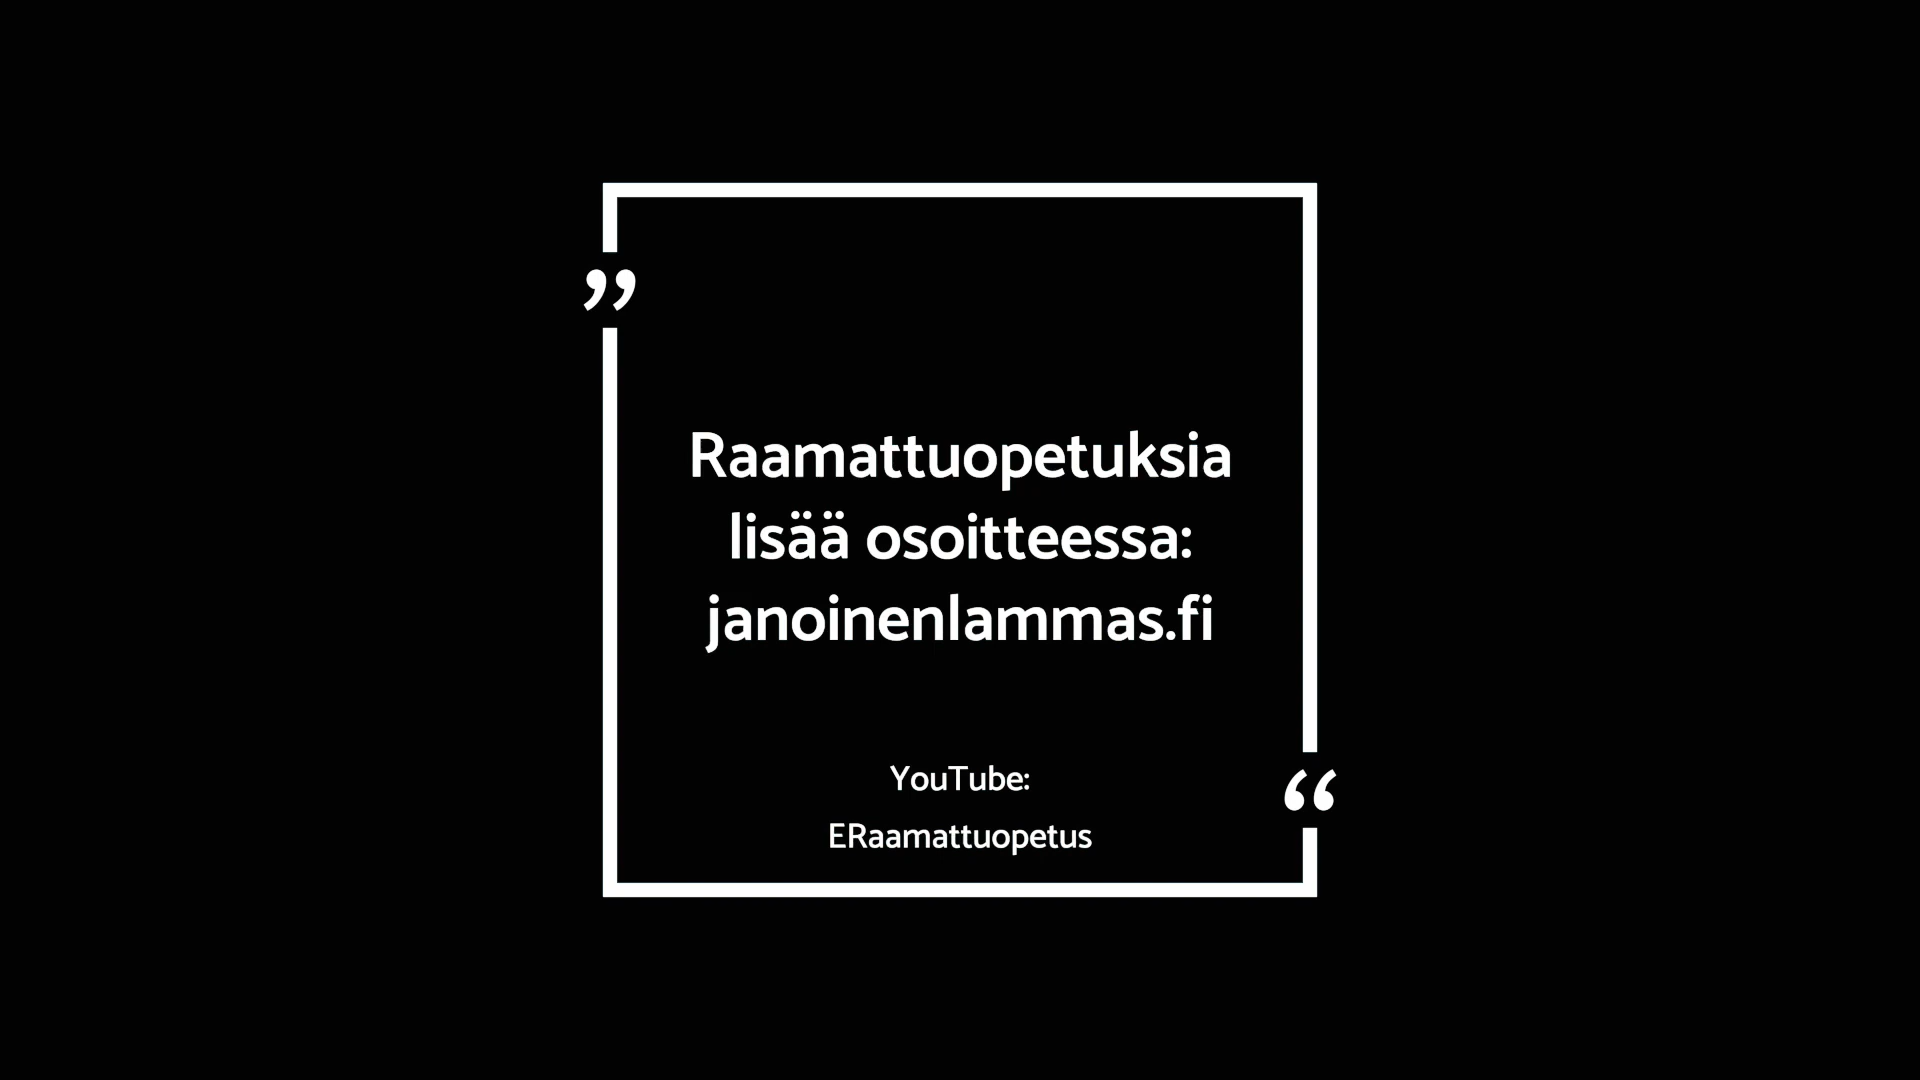 ”
Raamattuopetuksia
lisää osoitteessa:
janoinenlammas.fi
YouTube:
ERaamattuopetus
“